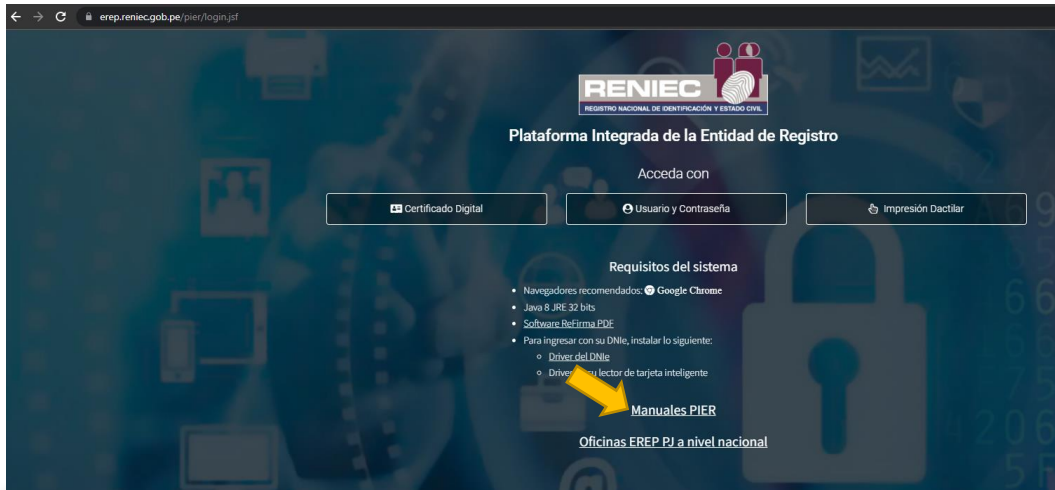 erep.reniec.gob.pe/pier/login.jsf
RENIEC
REGISTRO NACIONAL DE IDENTIFICACIÓN Y ESTADO CIVIL
Plataforma Integrada de la Entidad de Registro
Acceda con
Certificado Digital
Usuario y Contraseña
Impresión Dactilar
Requisitos del sistema
• Navegadores recomendados: Google Chrome
• Java 8 JRE 32 bits
• Software ReFirma PDF
• Para ingresar con su DNIe, instalar lo siguiente:
Driver del DNIe
su lector de tarjeta inteligente
Manuales PIER
Oficinas EREP PJ a nivel nacional